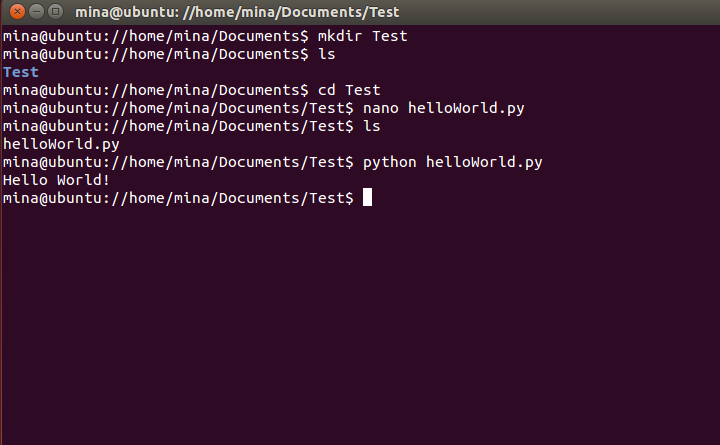 mina@ubuntu: //home/mina/Documents/Test
mina@ubuntu://home/mina/Documents$ mkdir Test
mina@ubuntu://home/mina/Documents$ ls
Test
mina@ubuntu://home/mina/Documents$ cd Test
mina@ubuntu://home/mina/Documents/Test$ nano helloWorld.py
mina@ubuntu://home/mina/Documents/Test$ ls
helloWorld.py
mina@ubuntu://home/mina/Documents/Test$ python helloWorld.py
Hello World!
mina@ubuntu://home/mina/Documents/Test$